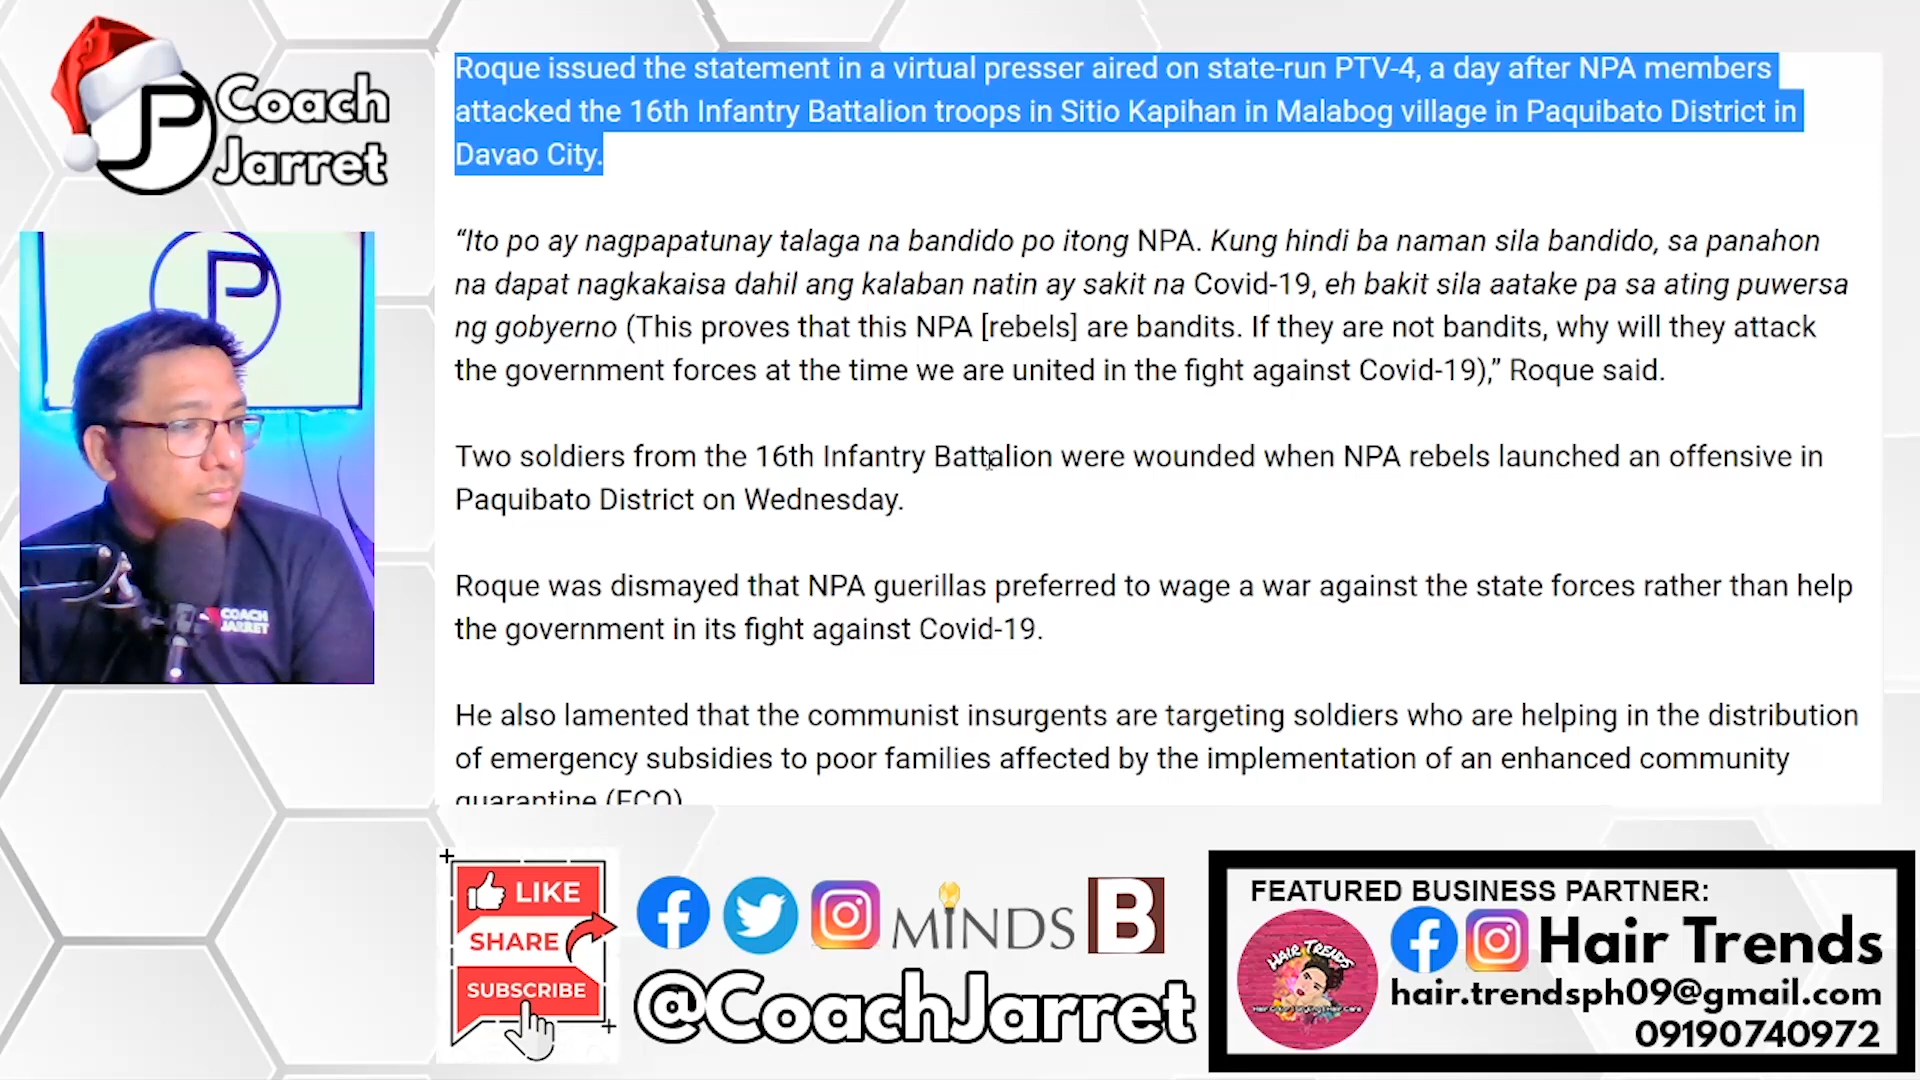 Coach
Jarret
Roque issued the statement in a virtual presser aired on state-run PTV-4, a day after NPA members
attacked the 16th Infantry Battalion troops in Sitio Kapihan in Malabog village in Paquibato District in
Davao City.
“Ito po ay nagpapatunay talaga na bandido po itong NPA. Kung hindi ba naman sila bandido, sa panahon
na dapat nagkakaisa dahil ang kalaban natin ay sakit na Covid-19, eh bakit sila aatake pa sa ating puwersa
ng gobyerno (This proves that this NPA [rebels] are bandits. If they are not bandits, why will they attack
the government forces at the time we are united in the fight against Covid-19),” Roque said.
Two soldiers from the 16th Infantry Battalion were wounded when NPA rebels launched an offensive in
Paquibato District on Wednesday.
Roque was dismayed that NPA guerillas preferred to wage a war against the state forces rather than help
the government in its fight against Covid-19.
He also lamented that the communist insurgents are targeting soldiers who are helping in the distribution
of emergency subsidies to poor families affected by the implementation of an enhanced community
quarantine (ECQ)
COACH
JARRET
LIKE
SHARE
SUBSCRIBE
MINDS B
@CoachJarret
FEATURED BUSINESS PARTNER:
HAIR TRENDS
Hair Trends
hair.trendsph09@gmail.com
09190740972